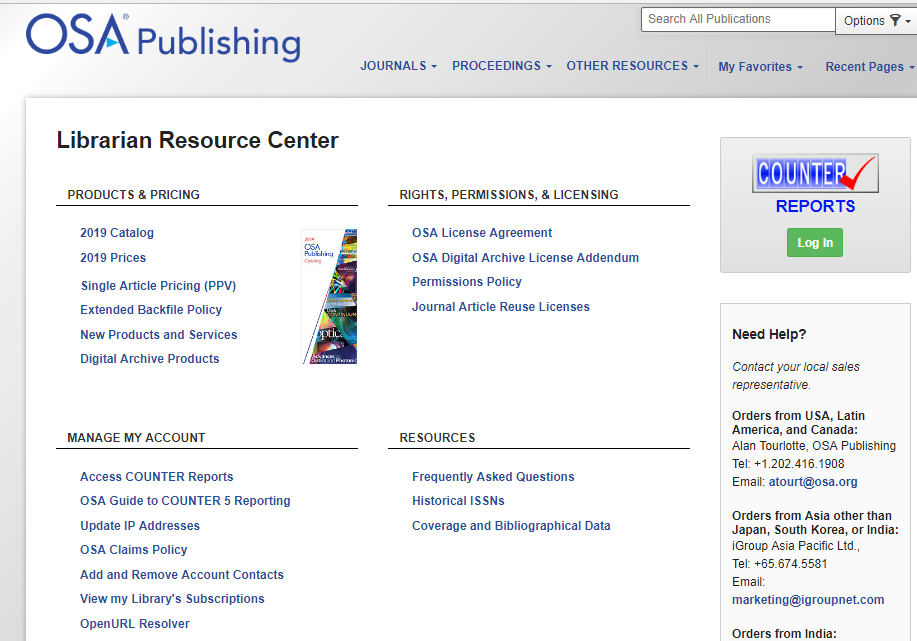 OSA® Publishing
Search All Publications
Options
JOURNALS
PROCEEDINGS
OTHER RESOURCES
My Favorites
Recent Pages
Librarian Resource Center
PRODUCTS & PRICING
2019 Catalog
2019 Prices
Single Article Pricing (PPV)
Extended Backfile Policy
New Products and Services
Digital Archive Products
2019
OSA
Publishing
Catalog
RIGHTS, PERMISSIONS, & LICENSING
OSA License Agreement
OSA Digital Archive License Addendum
Permissions Policy
Journal Article Reuse Licenses
MANAGE MY ACCOUNT
Access COUNTER Reports
OSA Guide to COUNTER 5 Reporting
Update IP Addresses
OSA Claims Policy
Add and Remove Account Contacts
View my Library's Subscriptions
OpenURL Resolver
RESOURCES
Frequently Asked Questions
Historical ISSNs
Coverage and Bibliographical Data
COUNTER
REPORTS
Log In
Need Help?
Contact your local sales
representative.
Orders from USA, Latin
America, and Canada:
Alan Tourlotte, OSA Publishing
Tel: +1.202.416.1908
Email: atourt@osa.org
Orders from Asia other than
Japan, South Korea, or India:
iGroup Asia Pacific Ltd.,
Tel: +65.674.5581
Email:
marketing@igroupnet.com
Orders from India: